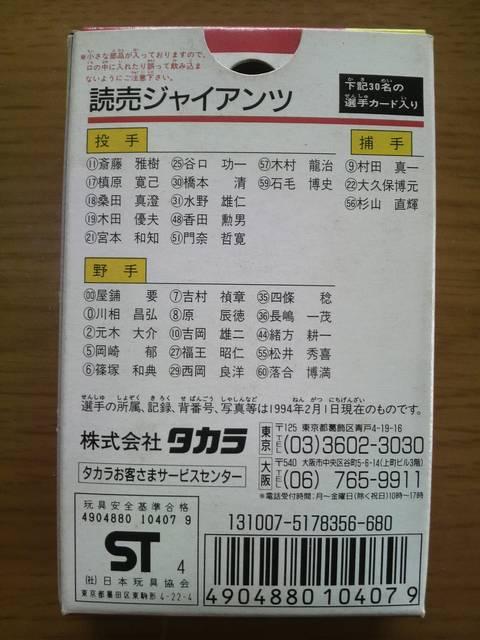 ※小さな部品が入っておりますので、
口の中に入れたり誤って飲み込ま
ないようにご注意下さい。
読売ジャイアンツ
下記30名の
選手カード入り
投手
捕手
⑪斎藤 雅樹 ㉕谷口 功一 57木村 龍治 ⑨村田 真一
⑰槙原 寛己 ㉚橋本 清 59石毛 博史 ㉒大久保博元
⑱桑田 真澄 ㉛水野 雄仁 56杉山 直輝
⑲木田 優夫 ㊽香田 勲男
㉑宮本 和知 51門奈 哲寛
野手
00屋鋪 要 ⑦吉村 禎章 ㉟四條 稔
0川相 昌弘 ⑧原 辰徳 ㊱長嶋 一茂
②元木 大介 ⑩吉岡 雄二 ㊹緒方 耕一
⑤岡崎 郁 ㉗福王 昭仁 55松井 秀喜
⑥篠塚 和典 ㉙西岡 良洋 60落合 博満
選手の所属、記録、背番号、写真等は1994年2月1日現在のものです。
株式会社 タカラ
タカラお客さまサービスセンター
東京
〒125 東京都葛飾区青戸4-19-16
(03)3602-3030
大阪
〒540 大阪市中央区谷町5-6-14(上町ビル3階)
(06) 765-9911
※電話受付時間:月〜金曜日(除く祝日)10時〜17時
玩具安全基準合格
4904880 10407 9
ST 4
(社)日本玩具協会
東京都墨田区東駒形4-22-4
131007-5178356-680
4904880104079